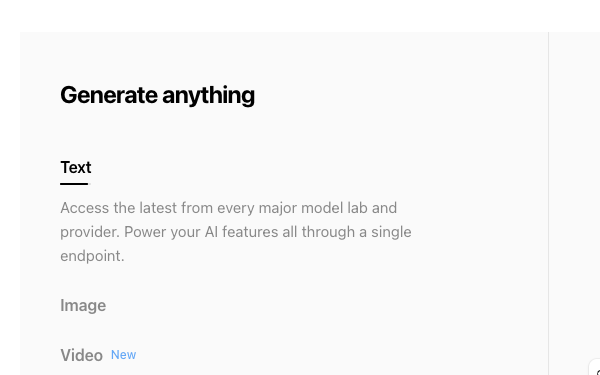 Generate anything
Text
Access the latest from every major model lab and
provider. Power your AI features all through a single
endpoint.
Image
Video New